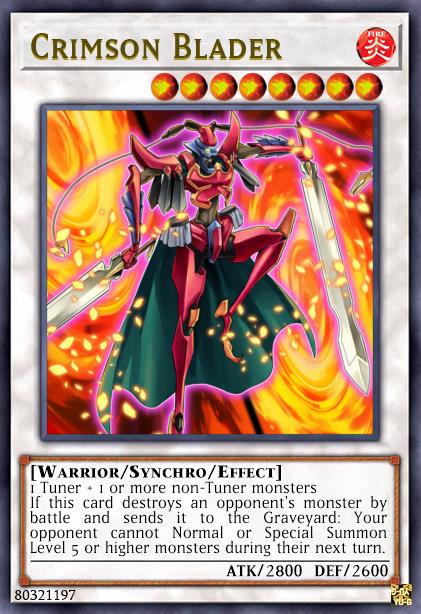 CRIMSON BLADER
FIRE
炎
[WARRIOR/SYNCHRO/EFFECT]
1 Tuner + 1 or more non-Tuner monsters
If this card destroys an opponent's monster by
battle and sends it to the Graveyard: Your
opponent cannot Normal or Special Summon
Level 5 or higher monsters during their next turn.
ATK/2800 DEF/2600
80321197